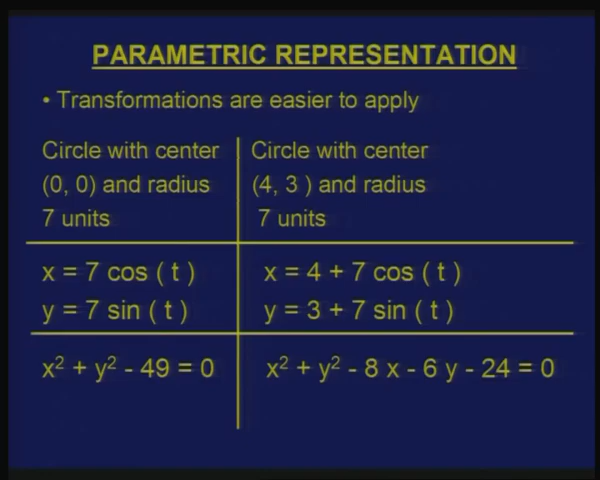 PARAMETRIC REPRESENTATION
• Transformations are easier to apply
Circle with center
(0, 0) and radius
7 units
Circle with center
(4, 3 ) and radius
7 units
x = 7 cos ( t )
y = 7 sin ( t )
x = 4 + 7 cos ( t )
y = 3 + 7 sin ( t )
x² + y² - 49 = 0
x² + y² - 8 x - 6 y - 24 = 0